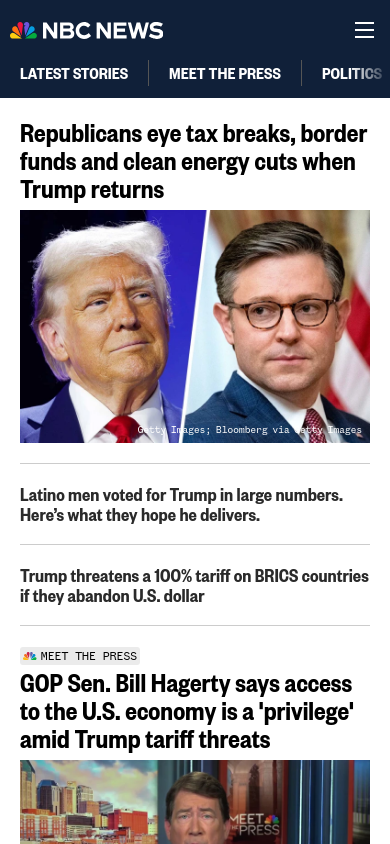 NBC NEWS
LATEST STORIES
MEET THE PRESS
POLITICS
Republicans eye tax breaks, border
funds and clean energy cuts when
Trump returns
Getty Images; Bloomberg via Getty Images
Latino men voted for Trump in large numbers.
Here’s what they hope he delivers.
Trump threatens a 100% tariff on BRICS countries
if they abandon U.S. dollar
MEET THE PRESS
GOP Sen. Bill Hagerty says access
to the U.S. economy is a 'privilege'
amid Trump tariff threats
MEET
THE PRESS